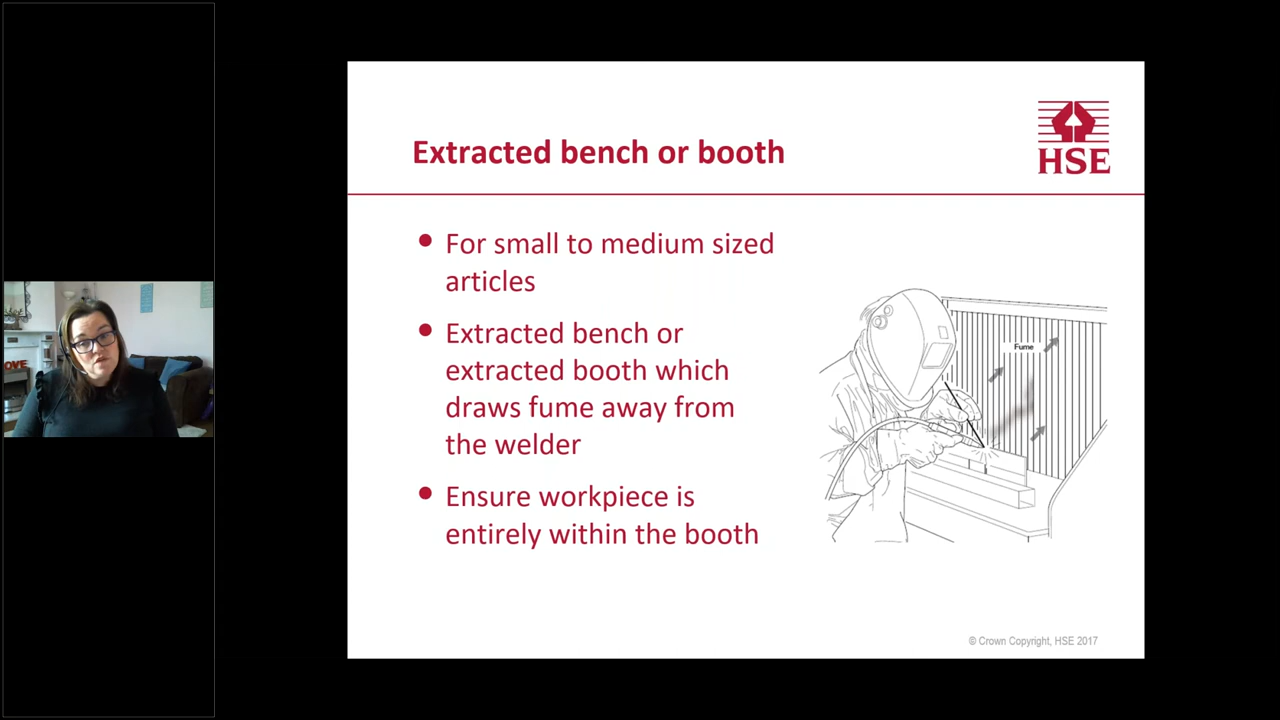 Extracted bench or booth
HSE
• For small to medium sized
articles
• Extracted bench or
extracted booth which
draws fume away from
the welder
• Ensure workpiece is
entirely within the booth
Fume
© Crown Copyright, HSE 2017
OVE